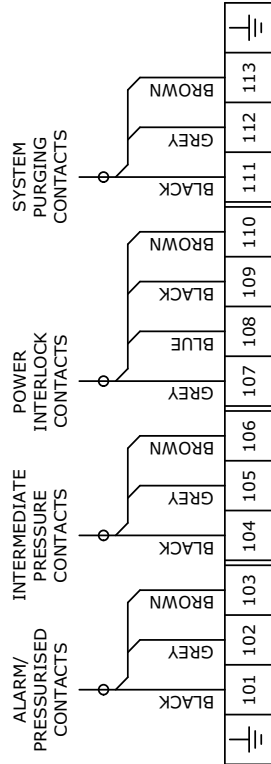 ALARM/
PRESSURISED
CONTACTS
INTERMEDIATE
PRESSURE
CONTACTS
POWER
INTERLOCK
CONTACTS
SYSTEM
PURGING
CONTACTS
BLACK
GREY
BROWN
BLACK
GREY
BROWN
GREY
BLUE
BLACK
BROWN
BLACK
GREY
BROWN
101
102
103
104
105
106
107
108
109
110
111
112
113